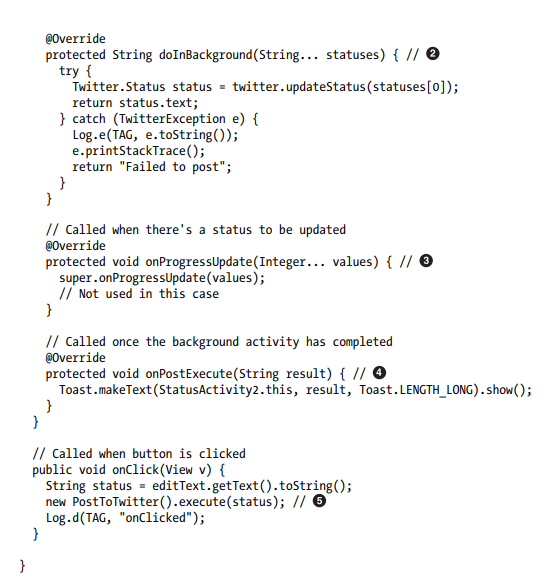 @Override
protected String doInBackground(String... statuses) { // ❷
try {
Twitter.Status status = twitter.updateStatus(statuses[0]);
return status.text;
} catch (TwitterException e) {
Log.e(TAG, e.toString());
e.printStackTrace();
return "Failed to post";
}
}
// Called when there's a status to be updated
@Override
protected void onProgressUpdate(Integer... values) { // ❸
super.onProgressUpdate(values);
// Not used in this case
}
// Called once the background activity has completed
@Override
protected void onPostExecute(String result) { // ❹
Toast.makeText(StatusActivity2.this, result, Toast.LENGTH_LONG).show();
}
}
// Called when button is clicked
public void onClick(View v) {
String status = editText.getText().toString();
new PostToTwitter().execute(status); // ❺
Log.d(TAG, "onClicked");
}
}